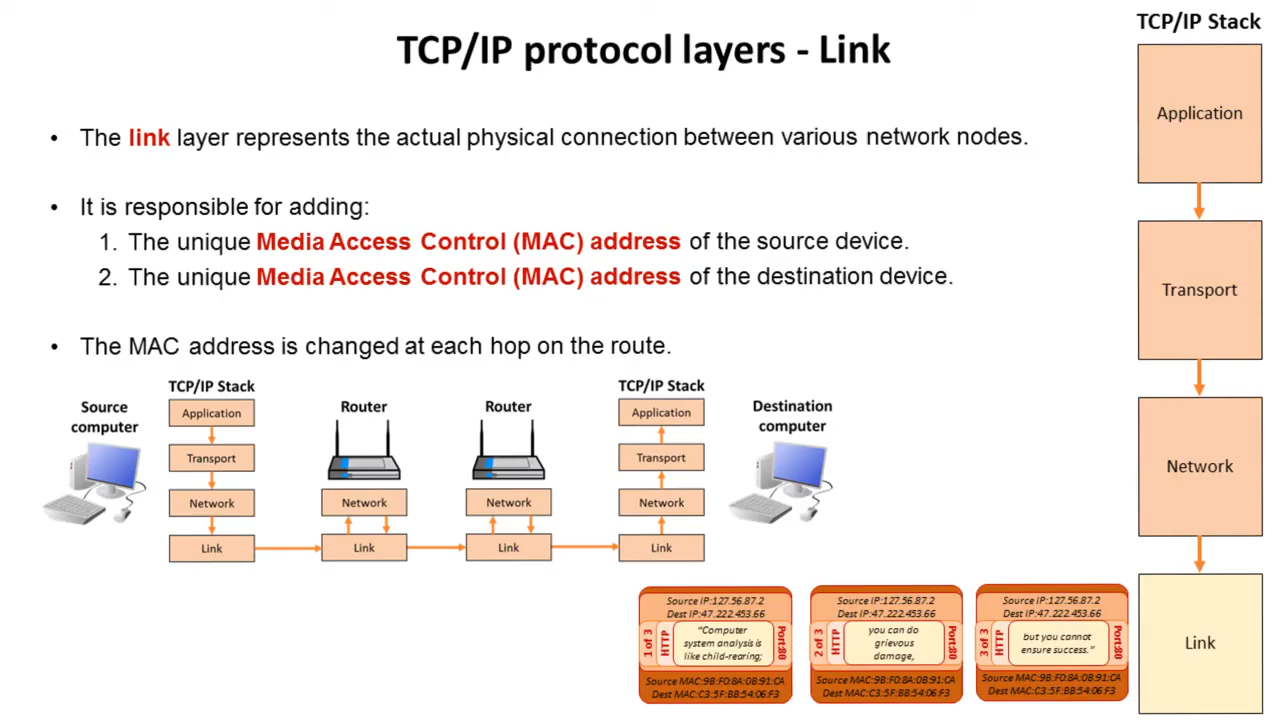 TCP/IP protocol layers - Link
• The link layer represents the actual physical connection between various network nodes.
• It is responsible for adding:
1. The unique Media Access Control (MAC) address of the source device.
2. The unique Media Access Control (MAC) address of the destination device.
• The MAC address is changed at each hop on the route.
Source
computer
TCP/IP Stack
Application
Transport
Network
Link
Router
Network
Link
Router
Network
Link
TCP/IP Stack
Application
Transport
Network
Link
Destination
computer
Source IP:127.56.87.2
Dest IP:47.222.453.66
1 of 3
HTTP
"Computer
system analysis is
like child-rearing;
Port:80
Source MAC:9B:F0:8A:0B:91:CA
Dest MAC:C3:5F:BB:54:06:F3
Source IP:127.56.87.2
Dest IP:47.222.453.66
2 of 3
HTTP
you can do
grievous
damage,
Port:80
Source MAC:9B:F0:8A:0B:91:CA
Dest MAC:C3:5F:BB:54:06:F3
Source IP:127.56.87.2
Dest IP:47.222.453.66
3 of 3
HTTP
but you cannot
ensure success."
Port:80
Source MAC:9B:F0:8A:0B:91:CA
Dest MAC:C3:5F:BB:54:06:F3
TCP/IP Stack
Application
Transport
Network
Link